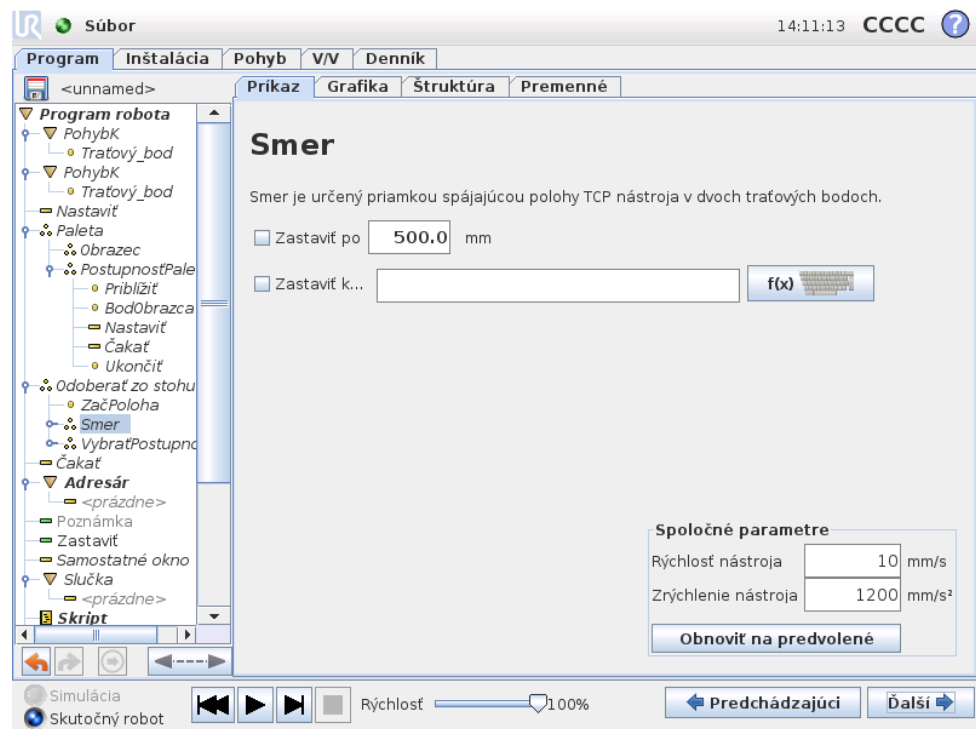 UR Súbor 14:11:13 CCCC ?
Program Inštalácia Pohyb V/V Denník
<unnamed> Príkaz Grafika Štruktúra Premenné
Program robota
PohybK
Traťový_bod
PohybK
Traťový_bod
Nastaviť
Paleta
Obrazec
PostupnosťPale
Priblížiť
BodObrazca
Nastaviť
Čakať
Ukončiť
Odoberať zo stohu
ZačPoloha
Smer
VybraťPostupno
Čakať
Adresár
<prázdne>
Poznámka
Zastaviť
Samostatné okno
Slučka
<prázdne>
Skript
Smer
Smer je určený priamkou spájajúcou polohy TCP nástroja v dvoch traťových bodoch.
Zastaviť po 500.0 mm
Zastaviť k... f(x)
Spoločné parametre
Rýchlosť nástroja 10 mm/s
Zrýchlenie nástroja 1200 mm/s²
Obnoviť na predvolené
Simulácia
Skutočný robot
Rýchlosť 100%
Predchádzajúci Ďalší